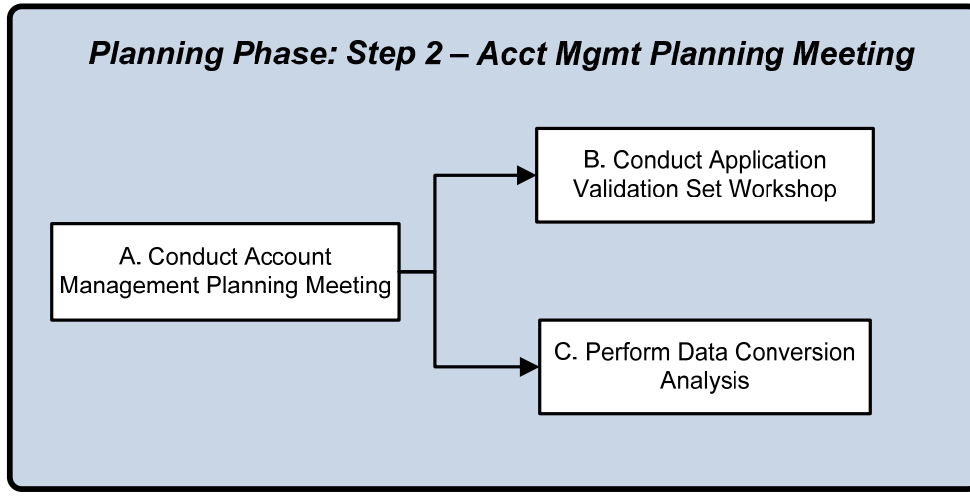 Planning Phase: Step 2 – Acct Mgmt Planning Meeting
A. Conduct Account
Management Planning Meeting
B. Conduct Application
Validation Set Workshop
C. Perform Data Conversion
Analysis